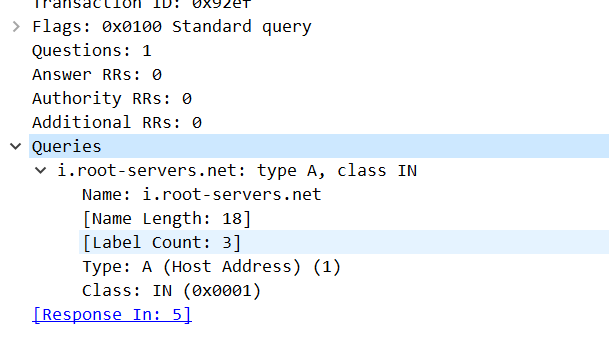 Transaction ID: 0x92ef
Flags: 0x0100 Standard query
Questions: 1
Answer RRs: 0
Authority RRs: 0
Additional RRs: 0
Queries
i.root-servers.net: type A, class IN
Name: i.root-servers.net
[Name Length: 18]
[Label Count: 3]
Type: A (Host Address) (1)
Class: IN (0x0001)
[Response In: 5]